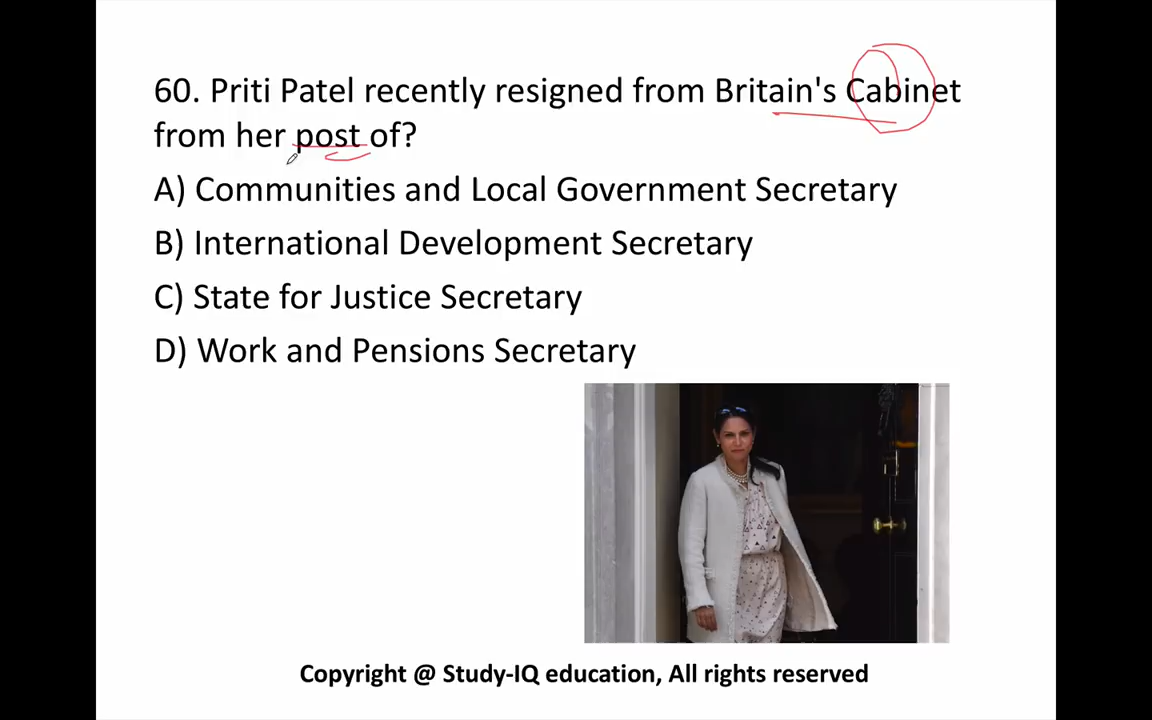 60. Priti Patel recently resigned from Britain's Cabinet
from her post of?
A) Communities and Local Government Secretary
B) International Development Secretary
C) State for Justice Secretary
D) Work and Pensions Secretary
Copyright @ Study-IQ education, All rights reserved